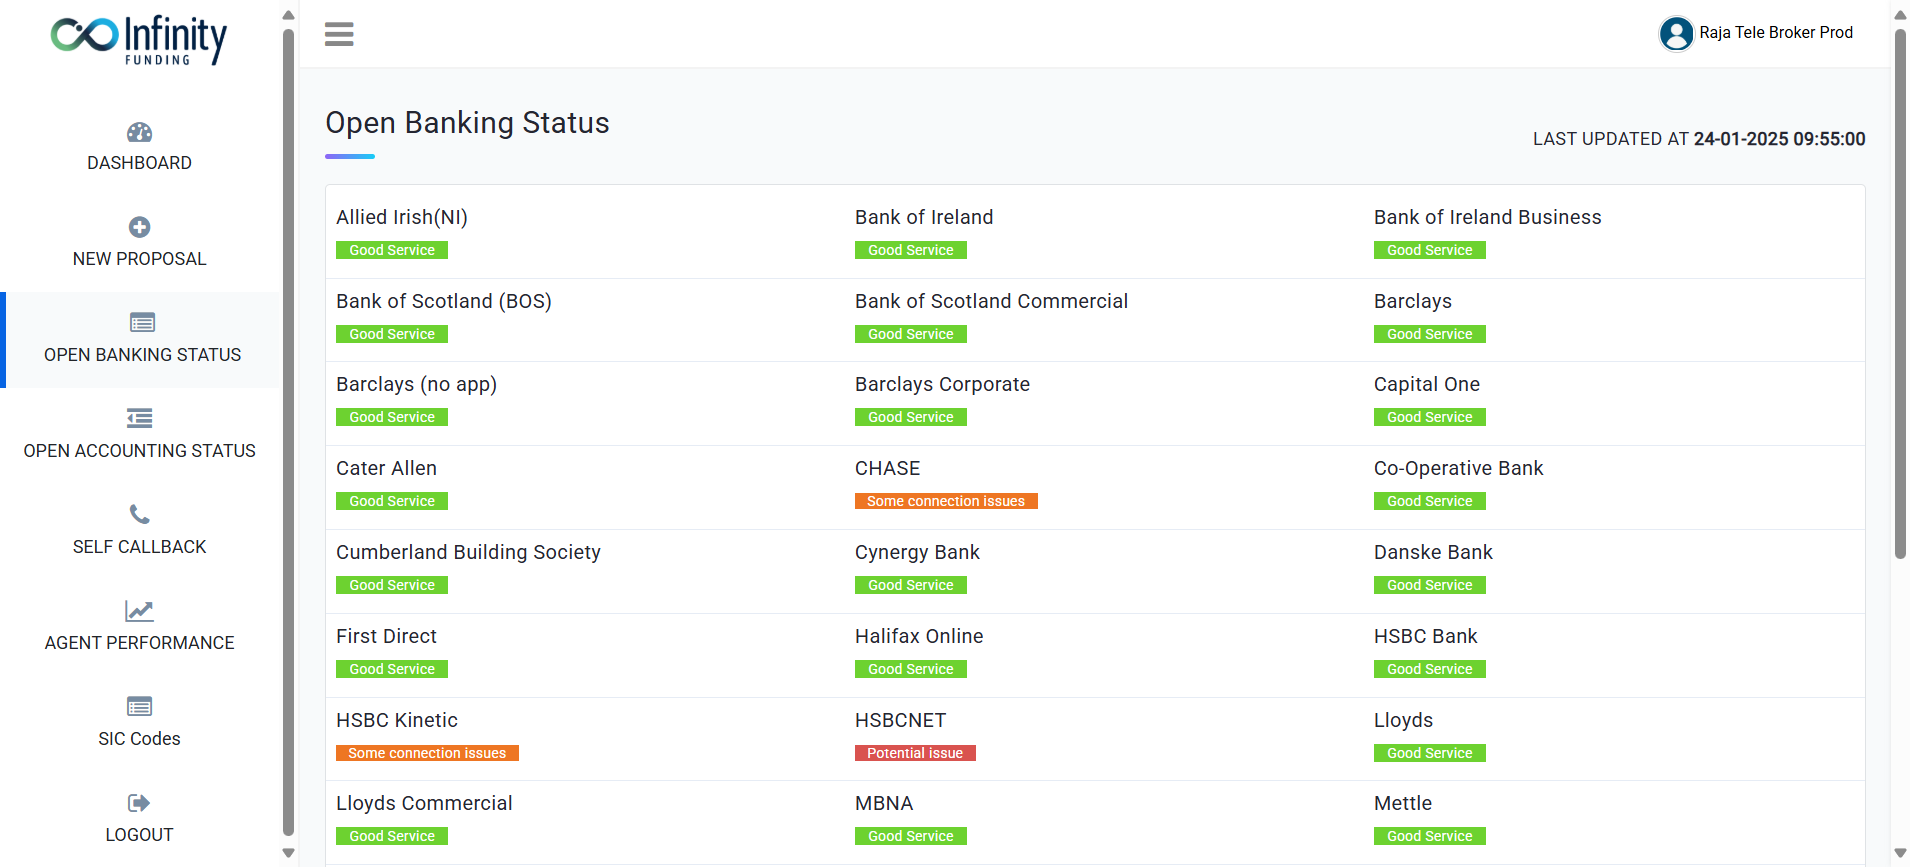 Infinity
FUNDING
Raja Tele Broker Prod
DASHBOARD
NEW PROPOSAL
OPEN BANKING STATUS
OPEN ACCOUNTING STATUS
SELF CALLBACK
AGENT PERFORMANCE
SIC Codes
LOGOUT
Open Banking Status
LAST UPDATED AT 24-01-2025 09:55:00
Allied Irish(NI)
Good Service
Bank of Ireland
Good Service
Bank of Ireland Business
Good Service
Bank of Scotland (BOS)
Good Service
Bank of Scotland Commercial
Good Service
Barclays
Good Service
Barclays (no app)
Good Service
Barclays Corporate
Good Service
Capital One
Good Service
Cater Allen
Good Service
CHASE
Some connection issues
Co-Operative Bank
Good Service
Cumberland Building Society
Good Service
Cynergy Bank
Good Service
Danske Bank
Good Service
First Direct
Good Service
Halifax Online
Good Service
HSBC Bank
Good Service
HSBC Kinetic
Some connection issues
HSBCNET
Potential issue
Lloyds
Good Service
Lloyds Commercial
Good Service
MBNA
Good Service
Mettle
Good Service